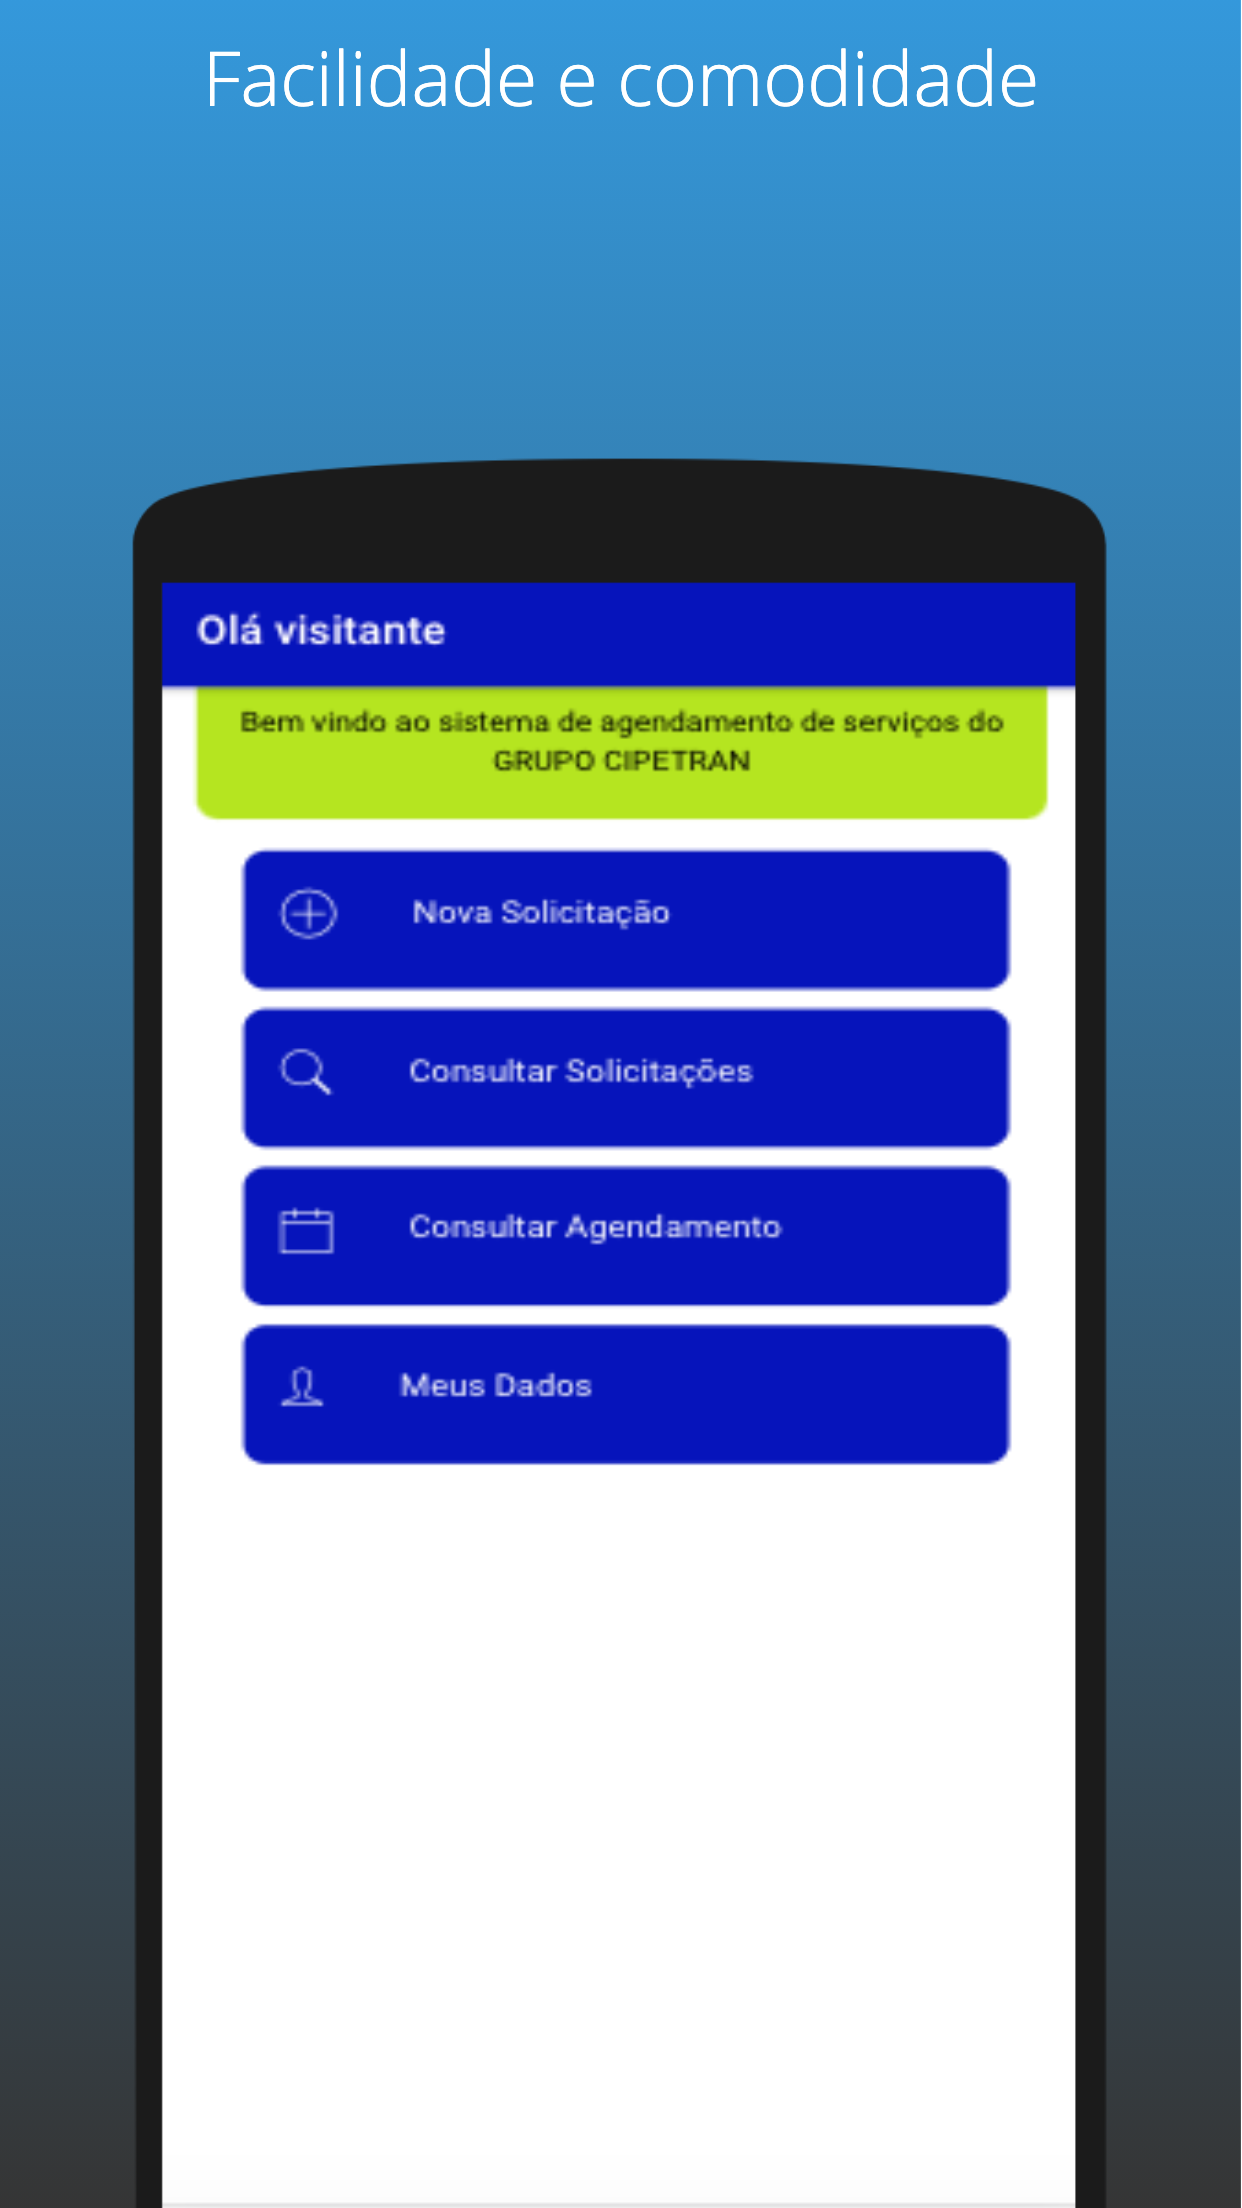 Facilidade e comodidade
Olá visitante
Bem vindo ao sistema de agendamento de serviços do
GRUPO CIPETRAN
Nova Solicitação
Consultar Solicitações
Consultar Agendamento
Meus Dados